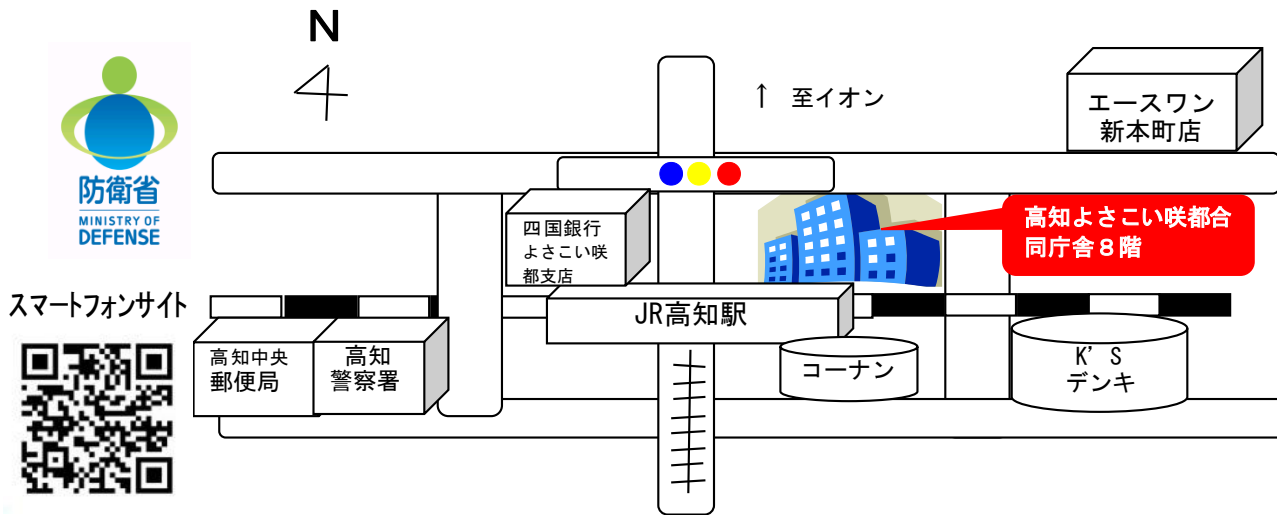 N
防衛省
MINISTRY OF
DEFENSE
スマートフォンサイト
↑ 至イオン
エースワン
新本町店
四国銀行
よさこい咲
都支店
高知よさこい咲都合
同庁舎８階
JR高知駅
高知中央
郵便局
高知
警察署
コーナン
K’S
デンキ